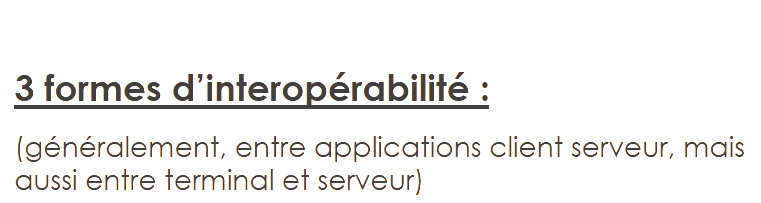 3 formes d’interopérabilité :
(généralement, entre applications client serveur, mais
aussi entre terminal et serveur)